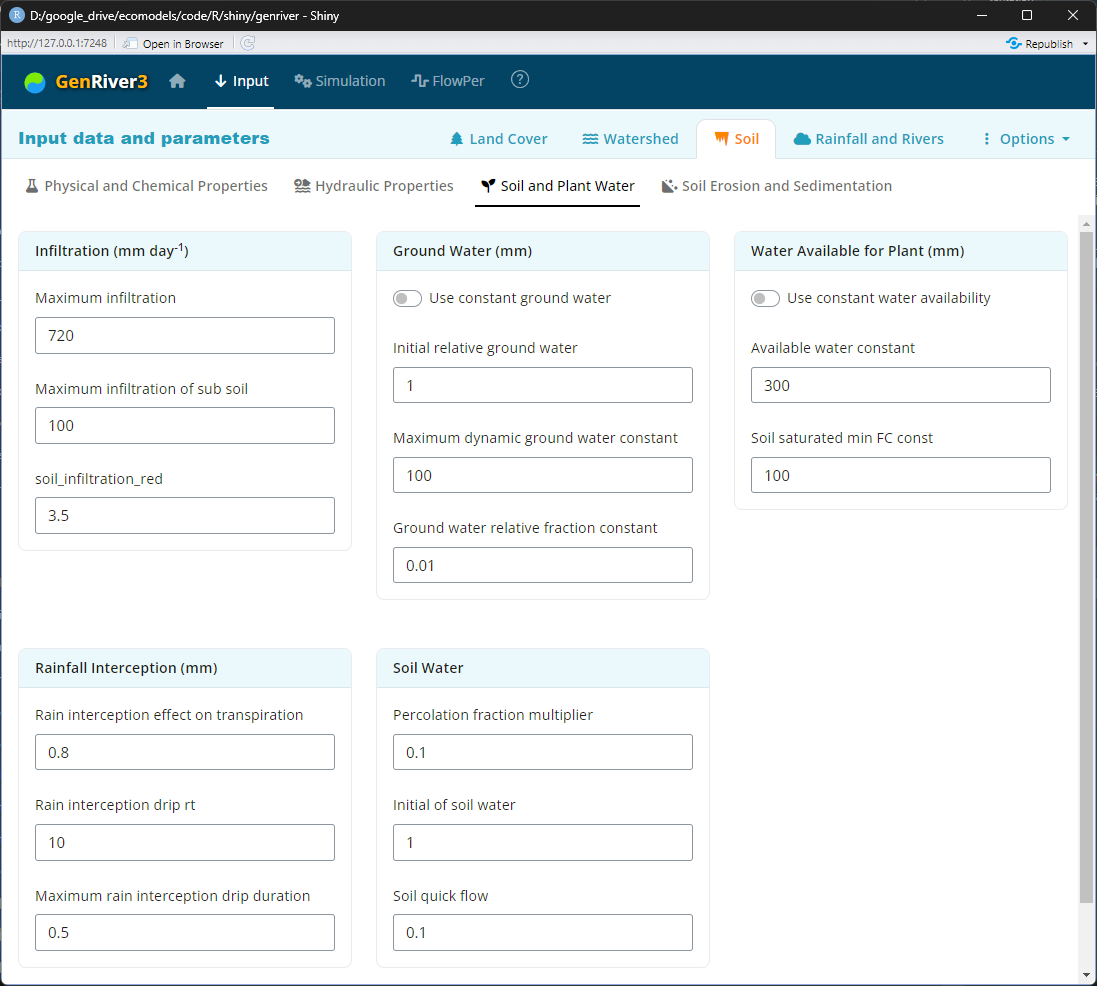 D:/google_drive/ecomodels/code/R/shiny/genriver - Shiny
http://127.0.0.1:7248 Open in Browser Republish
GenRiver3 Input Simulation FlowPer ?
Input data and parameters Land Cover Watershed Soil Rainfall and Rivers Options
Physical and Chemical Properties Hydraulic Properties Soil and Plant Water Soil Erosion and Sedimentation
Infiltration (mm day-1)
Maximum infiltration
720
Maximum infiltration of sub soil
100
soil_infiltration_red
3.5
Ground Water (mm)
Use constant ground water
Initial relative ground water
1
Maximum dynamic ground water constant
100
Ground water relative fraction constant
0.01
Water Available for Plant (mm)
Use constant water availability
Available water constant
300
Soil saturated min FC const
100
Rainfall Interception (mm)
Rain interception effect on transpiration
0.8
Rain interception drip rt
10
Maximum rain interception drip duration
0.5
Soil Water
Percolation fraction multiplier
0.1
Initial of soil water
1
Soil quick flow
0.1